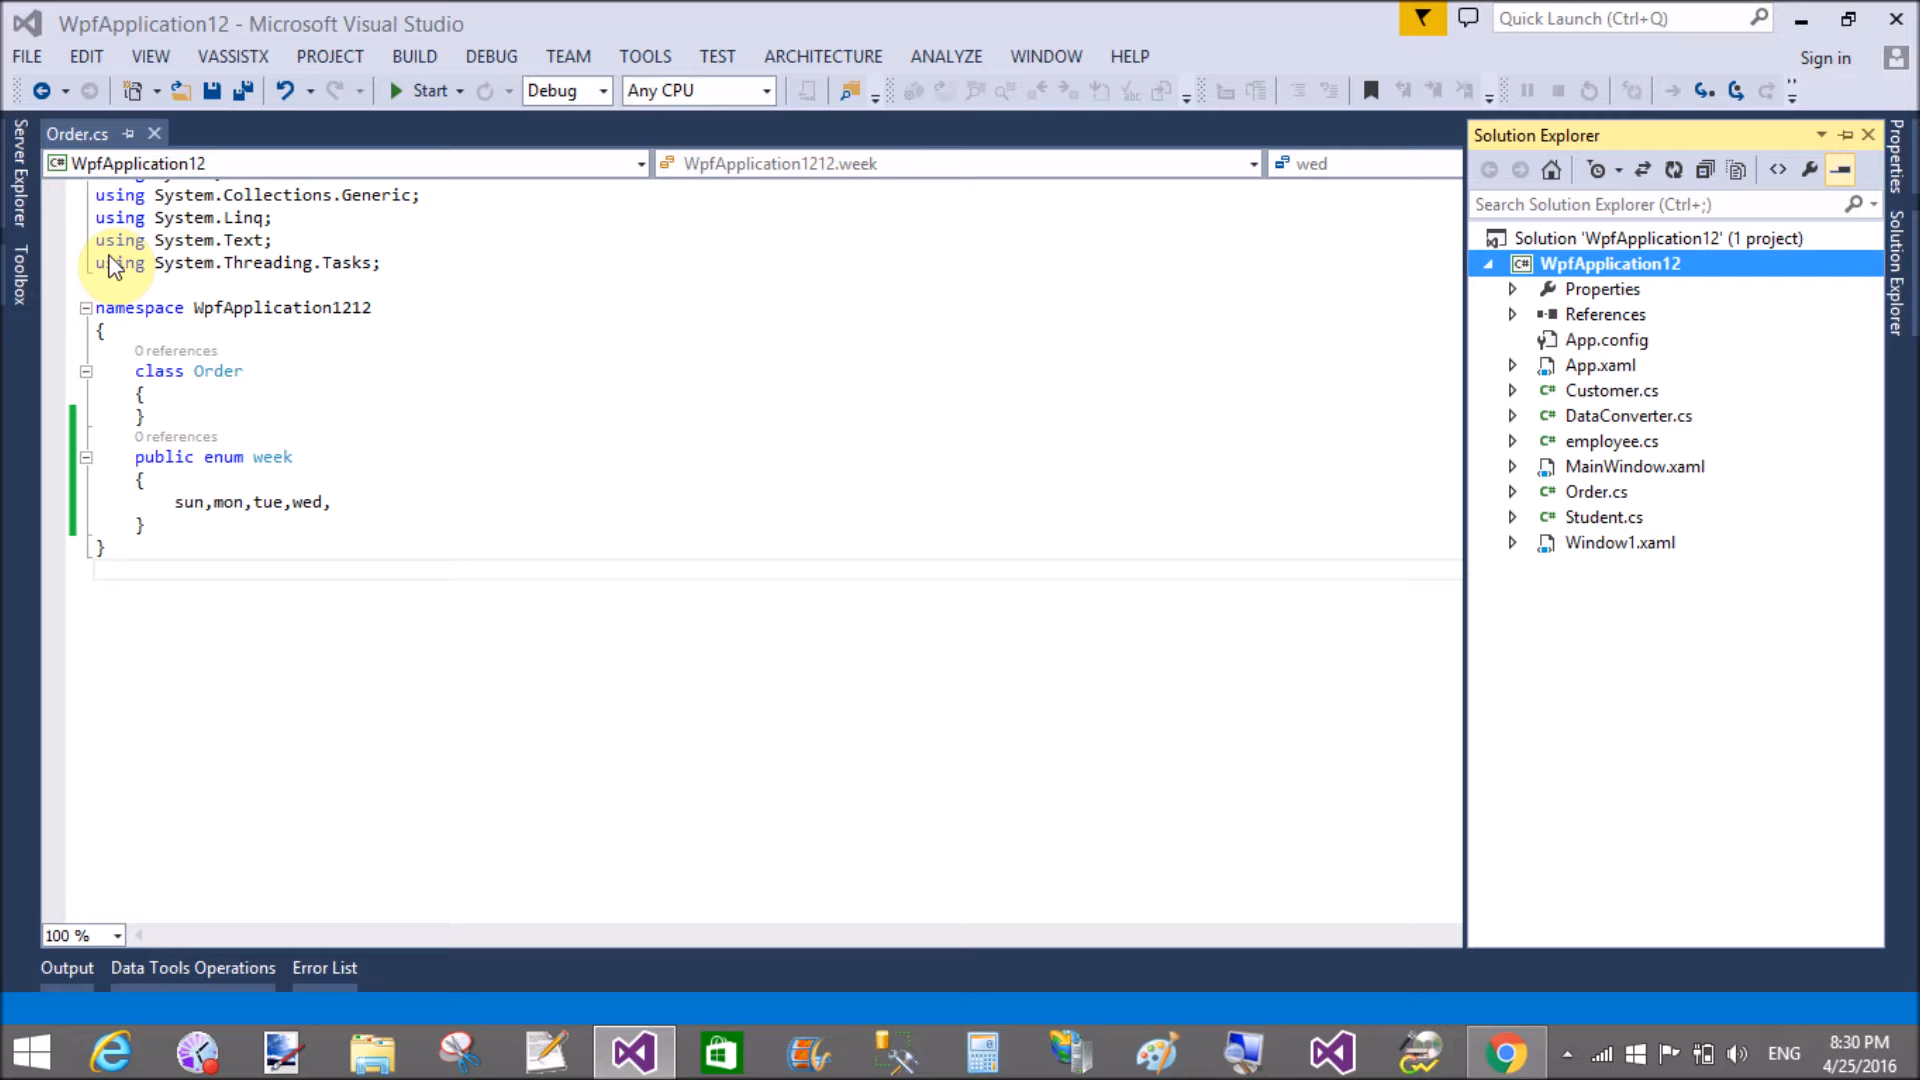 WpfApplication12 - Microsoft Visual Studio
Quick Launch (Ctrl+Q)
FILE EDIT VIEW VASSISTX PROJECT BUILD DEBUG TEAM TOOLS TEST ARCHITECTURE ANALYZE WINDOW HELP
Sign in
Start Debug Any CPU
Order.cs
WpfApplication12 WpfApplication1212.week wed
using System.Collections.Generic;
using System.Linq;
using System.Text;
using System.Threading.Tasks;
namespace WpfApplication1212
{
0 references
class Order
{
}
0 references
public enum week
{
sun,mon,tue,wed,
}
}
100 %
Server Explorer
Toolbox
Solution Explorer
Search Solution Explorer (Ctrl+;)
Solution 'WpfApplication12' (1 project)
WpfApplication12
Properties
References
App.config
App.xaml
Customer.cs
DataConverter.cs
employee.cs
MainWindow.xaml
Order.cs
Student.cs
Window1.xaml
Properties
Solution Explorer
Output Data Tools Operations Error List
ENG
8:30 PM
4/25/2016